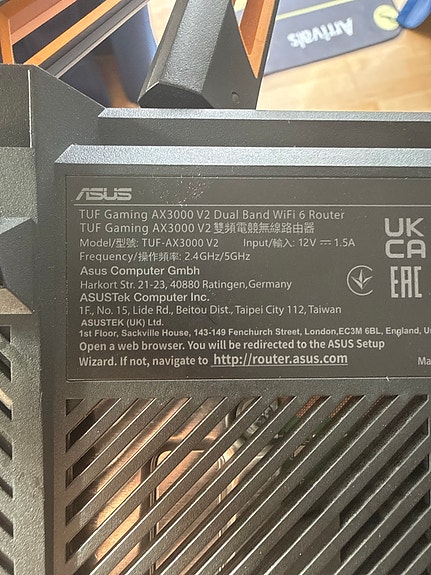 Arrivals
ASUS
TUF Gaming AX3000 V2 Dual Band WiFi 6 Router
TUF Gaming AX3000 V2 雙頻電競無線路由器
Model/型號: TUF-AX3000 V2 Input/輸入: 12V ⎓ 1.5A
Frequency/操作頻率: 2.4GHz/5GHz
Asus Computer GmbH
Harkort Str. 21-23, 40880 Ratingen,Germany
ASUSTek Computer Inc.
1F., No. 15, Lide Rd., Beitou Dist., Taipei City 112, Taiwan
ASUSTEK (UK) Ltd.
1st Floor, Sackville House, 143-149 Fenchurch Street, London,EC3M 6BL, England, U
Open a web browser. You will be redirected to the ASUS Setup
Wizard. If not, navigate to http://router.asus.com
UK
CA
EAC
Ma